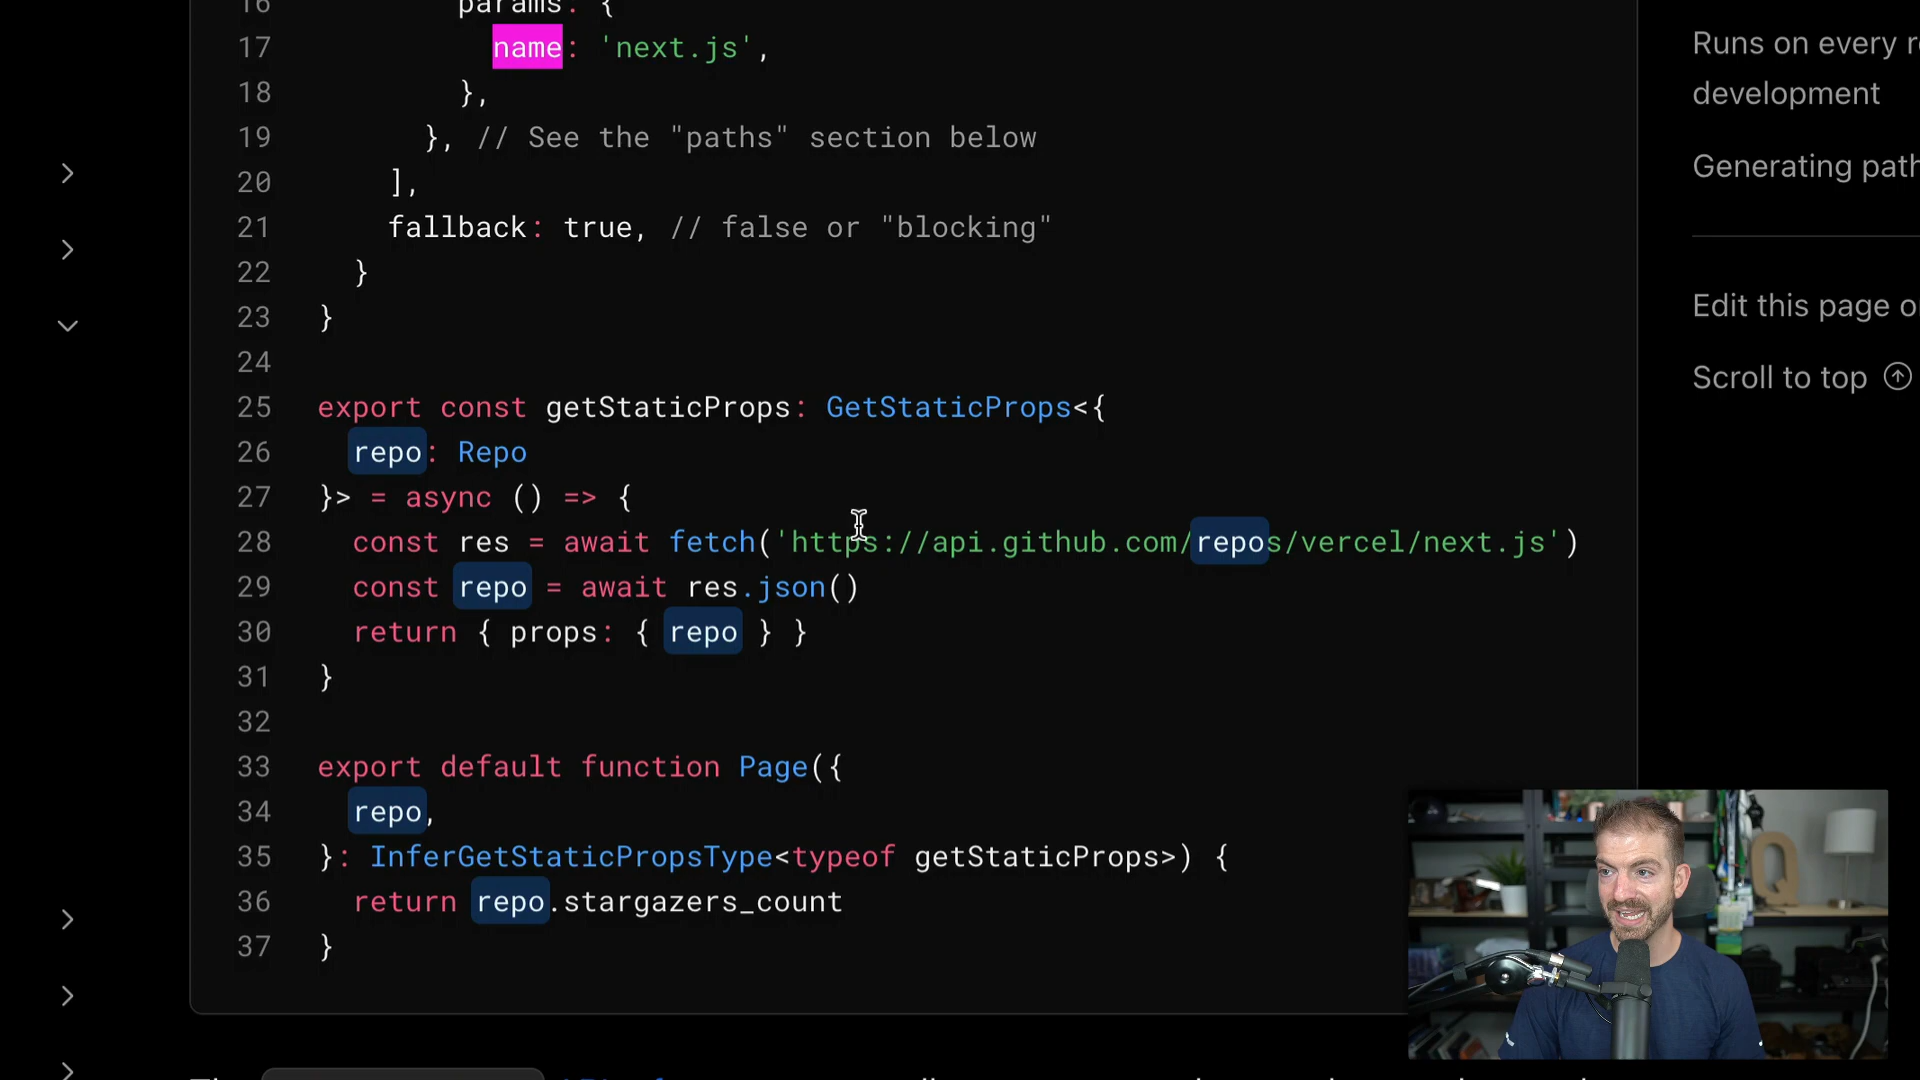 16 params: {
17 name: 'next.js',
18 },
19 }, // See the "paths" section below
20 ],
21 fallback: true, // false or "blocking"
22 }
23 }
24
25 export const getStaticProps: GetStaticProps<{
26 repo: Repo
27 }> = async () => {
28 const res = await fetch('https://api.github.com/repos/vercel/next.js')
29 const repo = await res.json()
30 return { props: { repo } }
31 }
32
33 export default function Page({
34 repo,
35 }: InferGetStaticPropsType<typeof getStaticProps>) {
36 return repo.stargazers_count
37 }
Runs on every
development
Generating
Edit this page
Scroll to top